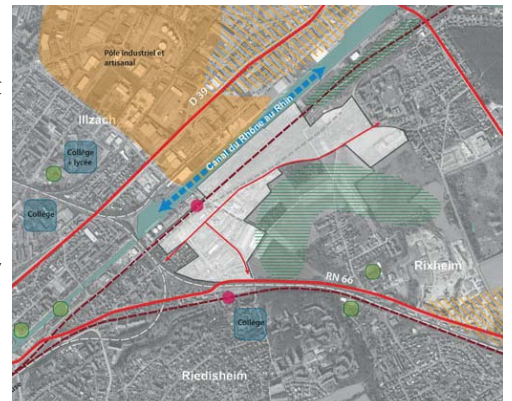 Pôle industriel et
artisanal
D 39 VII
Illzach
Canal du Rhône au Rhin
Collège
+ lycée
Collège
Rixheim
RN 66
Collège
Riedisheim